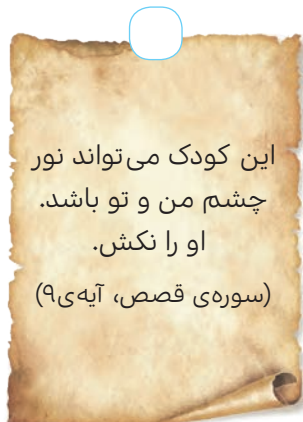 این کودک می‌تواند نور
چشم من و تو باشد.
او را نکش.
(سوره‌ی قصص، آیه‌ی۹)